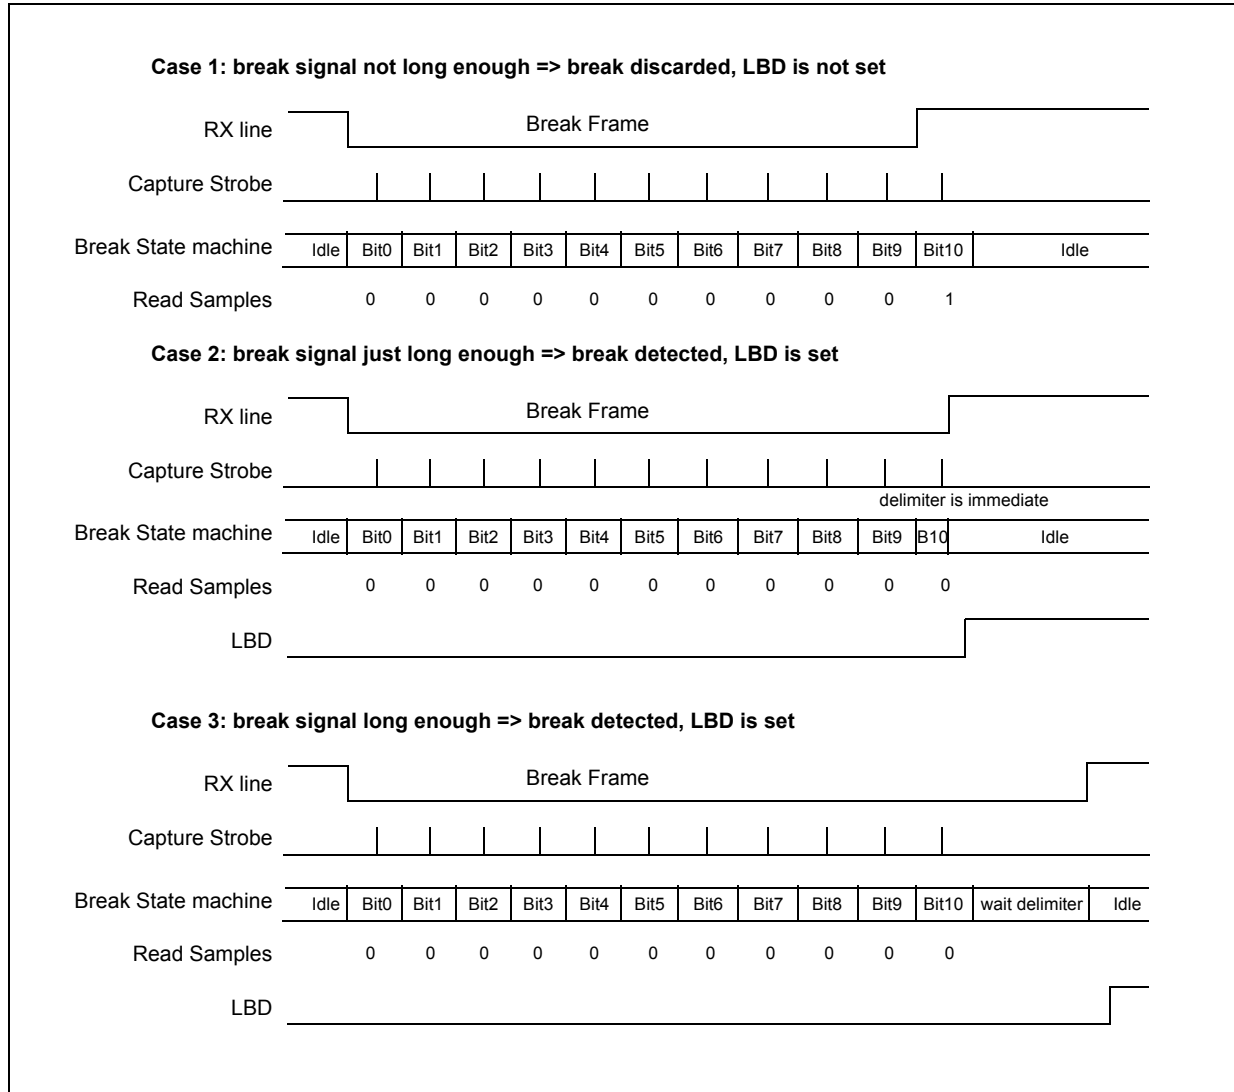 Case 1: break signal not long enough => break discarded, LBD is not set
RX line Break Frame
Capture Strobe
Break State machine Idle Bit0 Bit1 Bit2 Bit3 Bit4 Bit5 Bit6 Bit7 Bit8 Bit9 Bit10 Idle
Read Samples 0 0 0 0 0 0 0 0 0 0 1
Case 2: break signal just long enough => break detected, LBD is set
RX line Break Frame
Capture Strobe
delimiter is immediate
Break State machine Idle Bit0 Bit1 Bit2 Bit3 Bit4 Bit5 Bit6 Bit7 Bit8 Bit9 B10 Idle
Read Samples 0 0 0 0 0 0 0 0 0 0 0
LBD
Case 3: break signal long enough => break detected, LBD is set
RX line Break Frame
Capture Strobe
Break State machine Idle Bit0 Bit1 Bit2 Bit3 Bit4 Bit5 Bit6 Bit7 Bit8 Bit9 Bit10 wait delimiter Idle
Read Samples 0 0 0 0 0 0 0 0 0 0 0
LBD